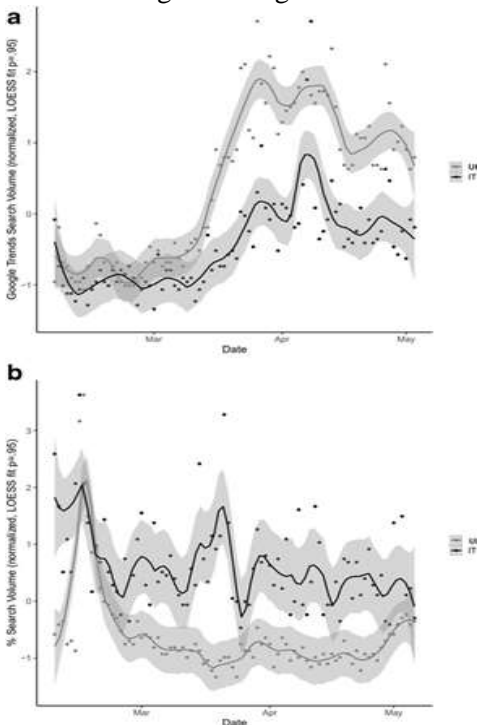 a
Google Trends Search Volume (normalized, LOESS fit p=.95)
2
1
0
−1
Mar
Apr
May
Date
IT
b
% Search Volume (normalized, LOESS fit p=.95)
3
2
1
0
−1
Mar
Apr
May
Date
IT